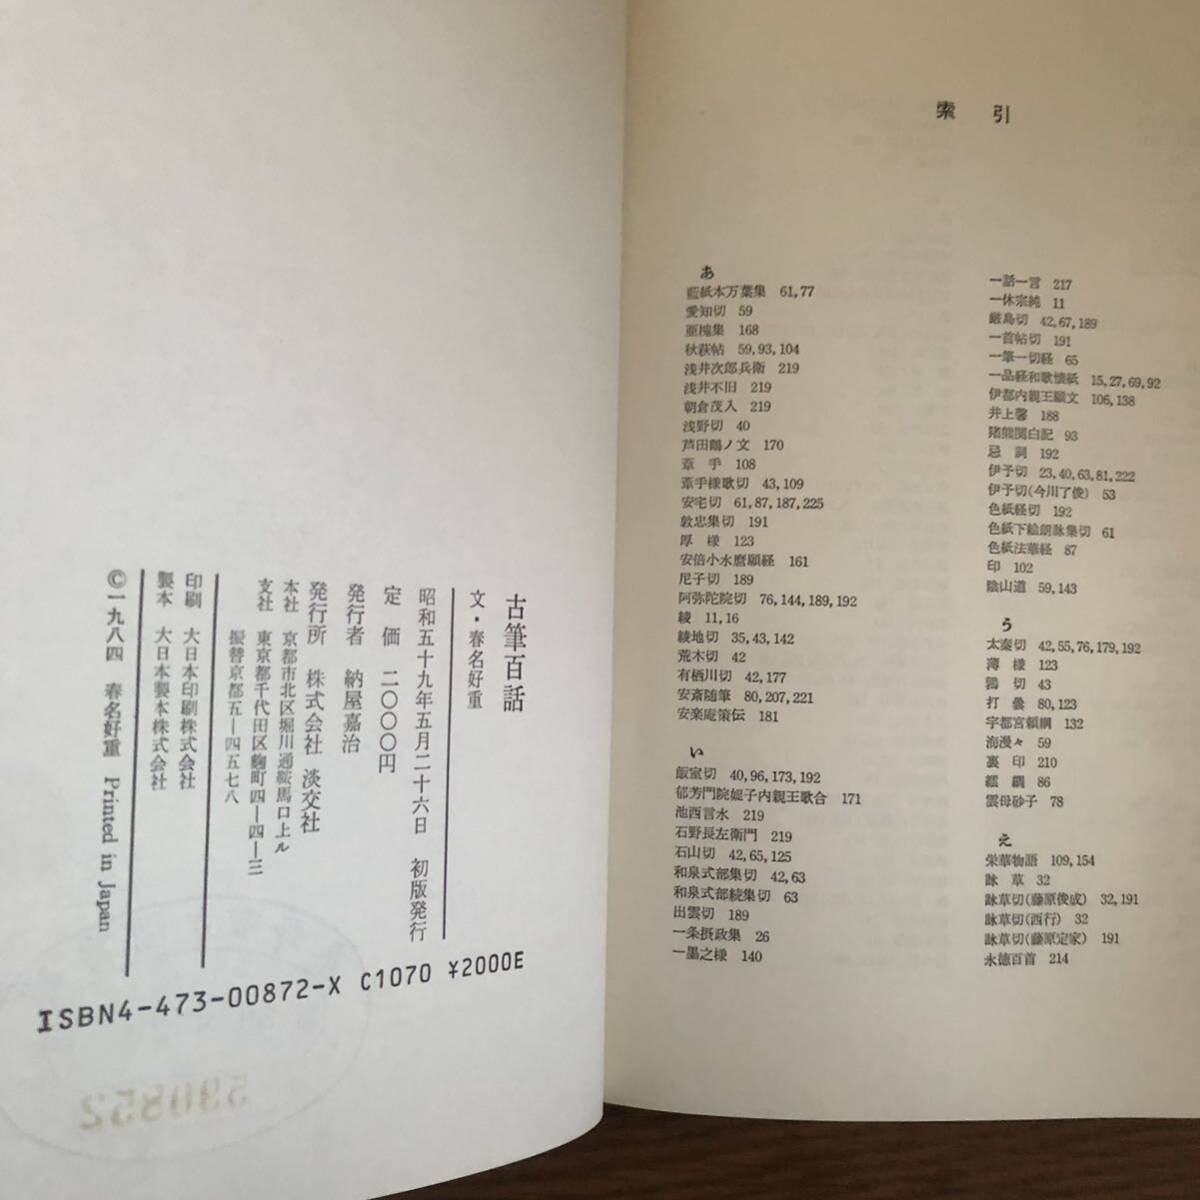 古筆百話
文・春名好重
昭和五十九年五月二十六日　初版発行
定　価　二〇〇〇円
発行者　納屋嘉治
発行所　株式会社　淡交社
本社　京都市北区堀川通鞍馬口上ル
支社　東京都千代田区麴町四―四―三
振替京都五―四五七八
印刷　大日本印刷株式会社
製本　大日本製本株式会社
©一九八四　春名好重　Printed in Japan
ISBN4-473-00872-X C1070 ¥2000E
590852
索　引
あ
藍紙本万葉集 61,77
愛知切 59
亜槐集 168
秋萩帖 59,93,104
浅井次郎兵衛 219
浅井不旧 219
朝倉茂入 219
浅野切 40
芦田鶴ノ文 170
葦　手 108
葦手様歌切 43,109
安宅切 61,87,187,225
敦忠集切 191
厚　様 123
安倍小水麿願経 161
尼子切 189
阿弥陀院切 76,144,189,192
綾 11,16
綾地切 35,43,142
荒木切 42
有栖川切 42,177
安斎随筆 80,207,221
安楽庵策伝 181
い
飯室切 40,96,173,192
郁芳門院媞子内親王歌合 171
池西言水 219
石野長左衛門 219
石山切 42,65,125
和泉式部集切 42,63
和泉式部続集切 63
出雲切 189
一条摂政集 26
一墨之様 140
一話一言 217
一休宗純 11
厳島切 42,67,189
一首帖切 191
一筆一切経 65
一品経和歌懐紙 15,27,69,92
伊都内親王願文 106,138
井上馨 188
猪熊関白記 93
忌　詞 192
伊予切 23,40,63,81,222
伊予切(今川了俊) 53
色紙経切 192
色紙下絵朗詠集切 61
色紙法華経 87
印 102
陰山道 59,143
う
太秦切 42,55,76,179,192
薄　様 123
鶉　切 43
打　曇 80,123
宇都宮頼綱 132
海漫々 59
裏　印 210
繧　繝 86
雲母砂子 78
え
栄華物語 109,154
詠　草 32
詠草切(藤原俊成) 32,191
詠草切(西行) 32
詠草切(藤原定家) 191
永徳百首 214